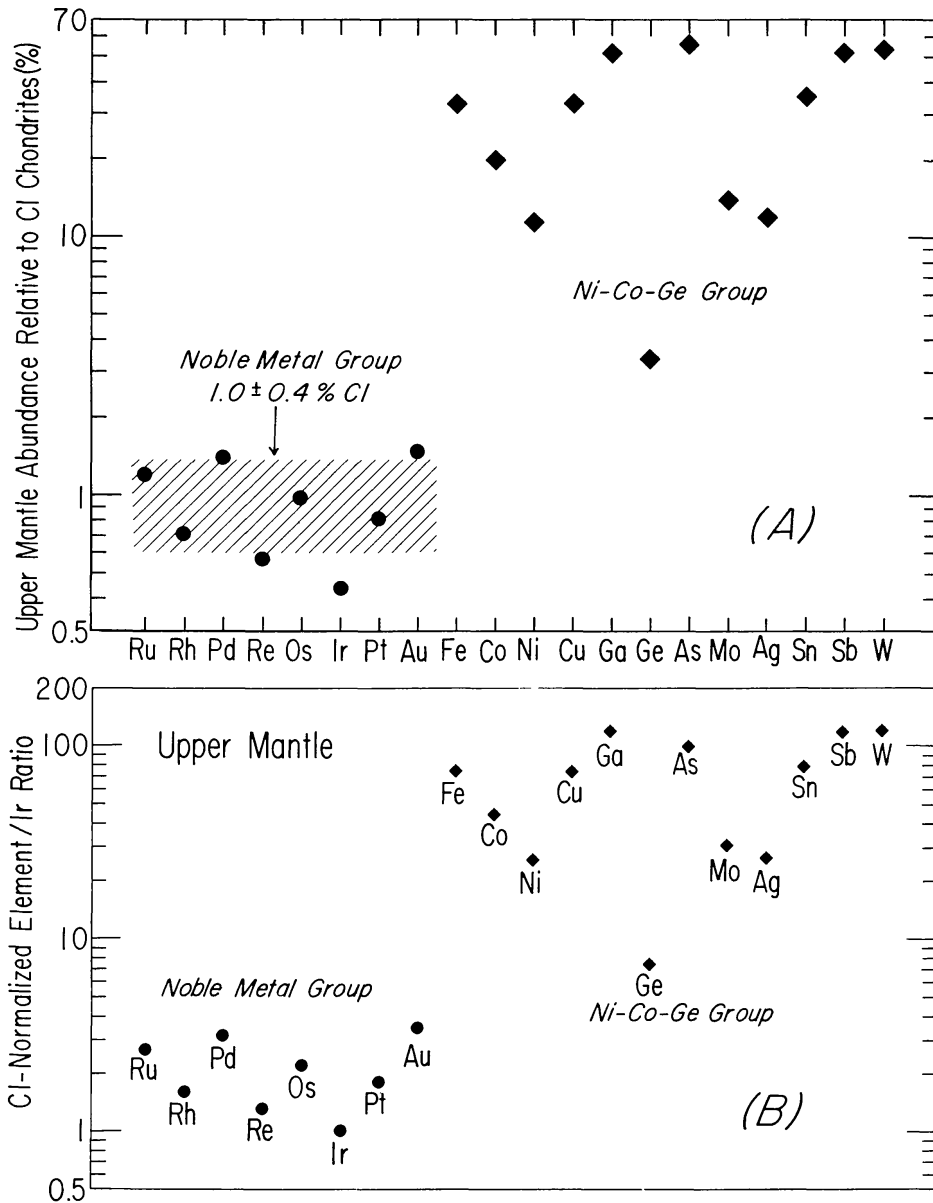 Upper Mantle Abundance Relative to CI Chondrites (%)
70
10
1
0.5
Ni-Co-Ge Group
Noble Metal Group
1.0 ± 0.4 % CI
(A)
Ru Rh Pd Re Os Ir Pt Au Fe Co Ni Cu Ga Ge As Mo Ag Sn Sb W
CI-Normalized Element/Ir Ratio
200
100
10
1
0.5
Upper Mantle
Noble Metal Group
Ru
Rh
Pd
Re
Os
Ir
Pt
Au
Fe
Co
Ni
Cu
Ga
Ge
As
Mo
Ag
Sn
Sb
W
Ni-Co-Ge Group
(B)